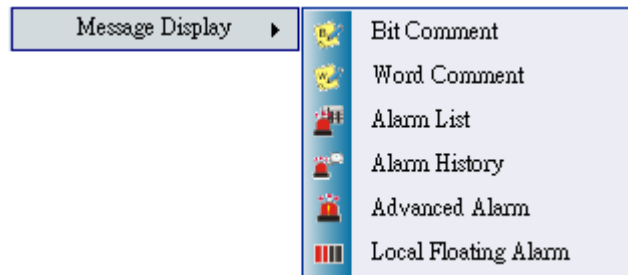 Message Display
Bit Comment
Word Comment
Alarm List
Alarm History
Advanced Alarm
Local Floating Alarm